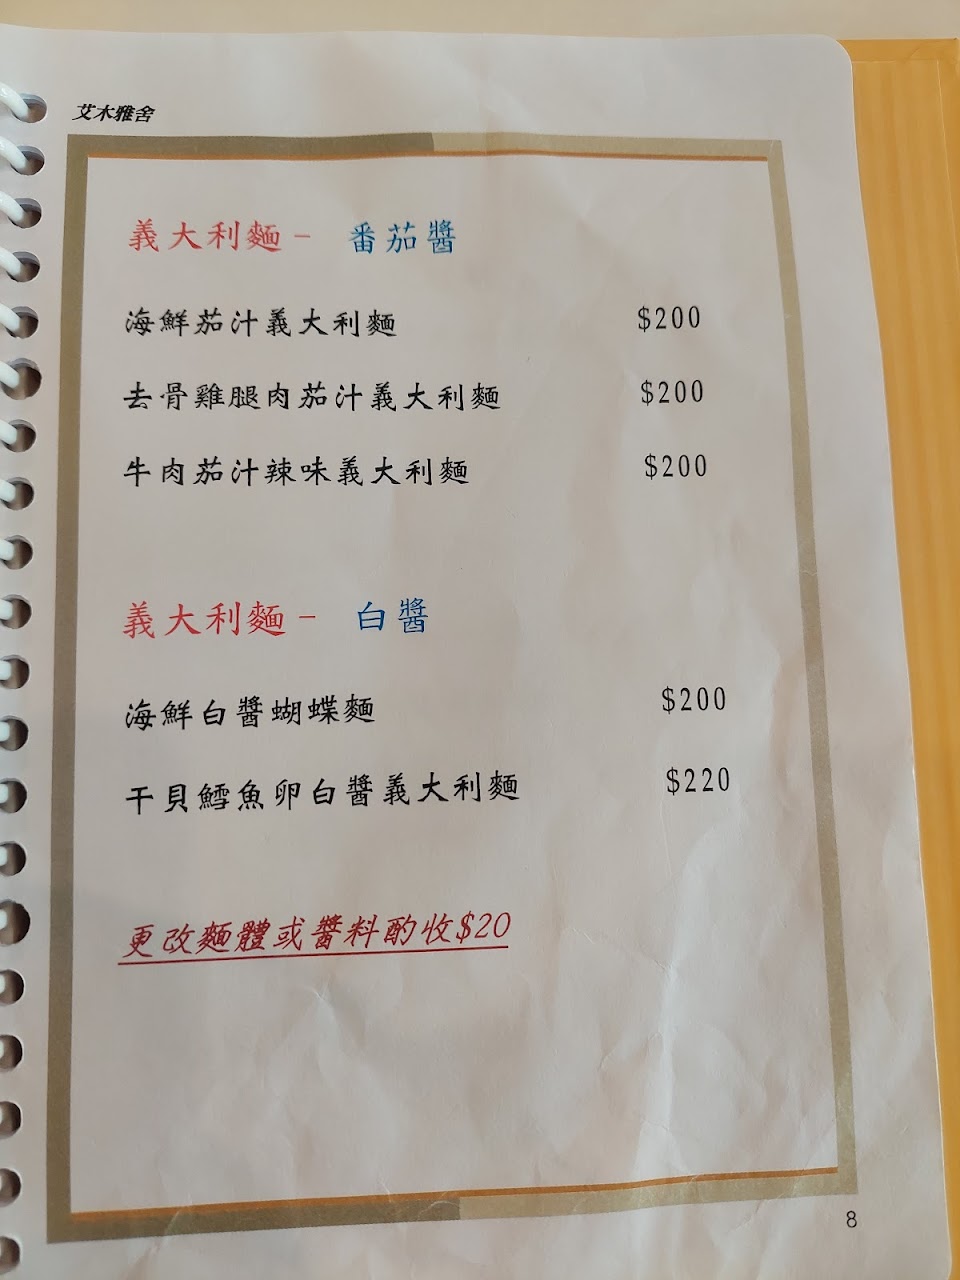 艾木雅舍
義大利麵- 番茄醬
海鮮茄汁義大利麵 $200
去骨雞腿肉茄汁義大利麵 $200
牛肉茄汁辣味義大利麵 $200
義大利麵- 白醬
海鮮白醬蝴蝶麵 $200
干貝鱈魚卵白醬義大利麵 $220
更改麵體或醬料酌收$20
8